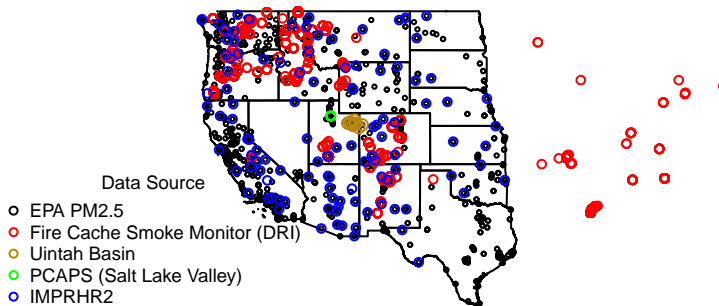 Data Source
EPA PM2.5
Fire Cache Smoke Monitor (DRI)
Uintah Basin
PCAPS (Salt Lake Valley)
IMPRHR2